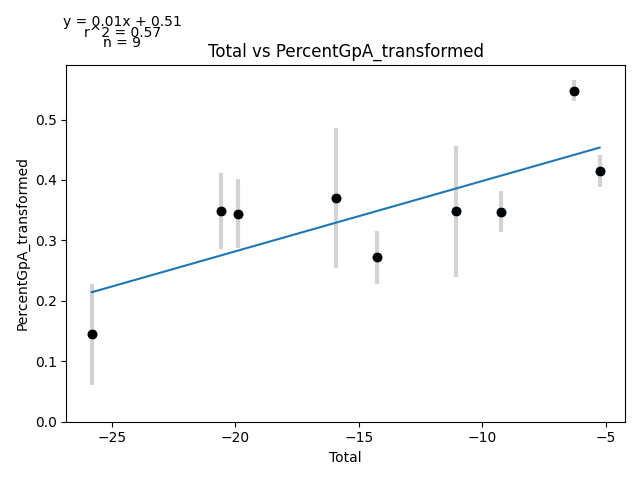 y = 0.01x + 0.51
r^2 = 0.57
n = 9
Total vs PercentGpA_transformed
PercentGpA_transformed
0.5
0.4
0.3
0.2
0.1
0.0
−25
−20
−15
−10
−5
Total